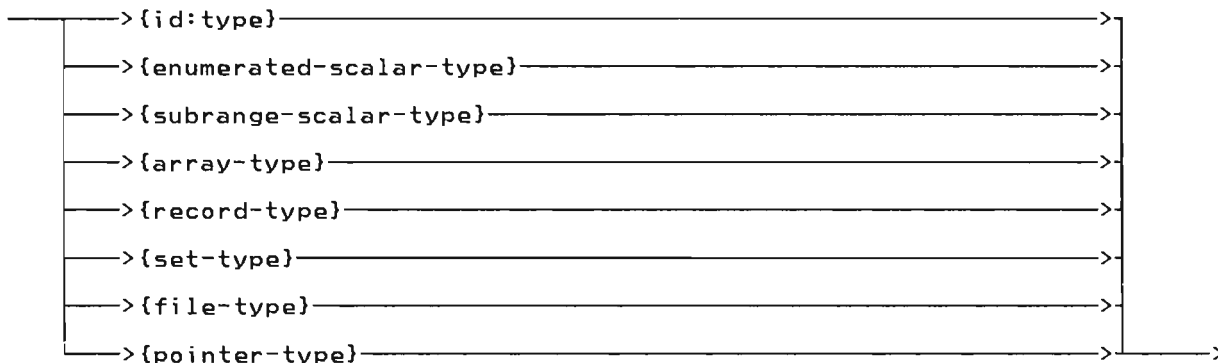 {id:type}
{enumerated-scalar-type}
{subrange-scalar-type}
{array-type}
{record-type}
{set-type}
{file-type}
{pointer-type}